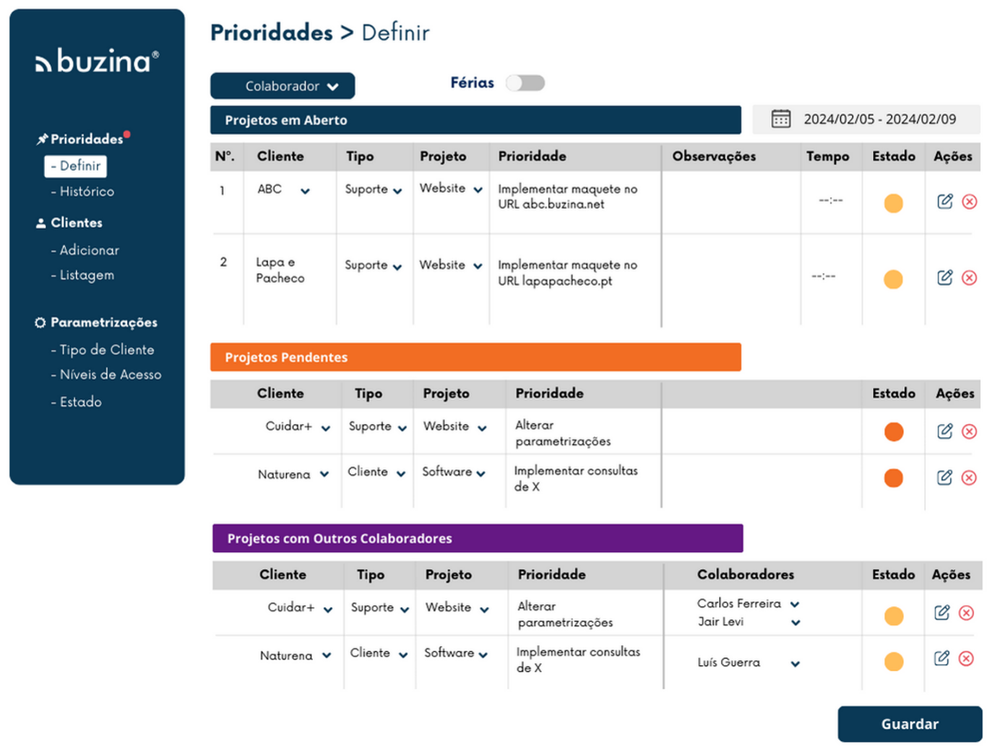 buzina®
Prioridades
- Definir
- Histórico
Clientes
- Adicionar
- Listagem
Parametrizações
- Tipo de Cliente
- Níveis de Acesso
- Estado
Prioridades > Definir
Colaborador
Férias
Projetos em Aberto
2024/02/05 - 2024/02/09
Nº. Cliente Tipo Projeto Prioridade Observações Tempo Estado Ações
1 ABC Suporte Website Implementar maquete no
URL abc.buzina.net
--:--
2 Lapa e
Pacheco
Suporte Website Implementar maquete no
URL lapapacheco.pt
--:--
Projetos Pendentes
Cliente Tipo Projeto Prioridade Estado Ações
Cuidar+ Suporte Website Alterar
parametrizações
Naturena Cliente Software Implementar consultas
de X
Projetos com Outros Colaboradores
Cliente Tipo Projeto Prioridade Colaboradores Estado Ações
Cuidar+ Suporte Website Alterar
parametrizações
Carlos Ferreira
Jair Levi
Naturena Cliente Software Implementar consultas
de X
Luís Guerra
Guardar